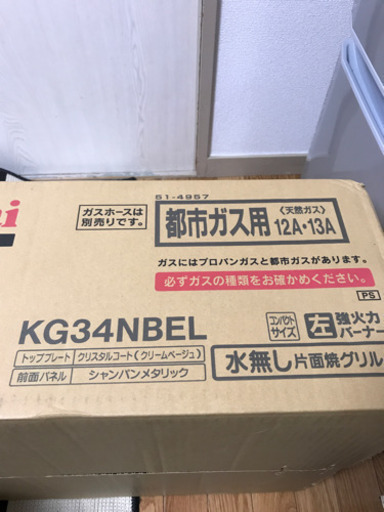 51-4957
ガスホースは
別売りです。
都市ガス用
〈天然ガス〉
12A・13A
ガスにはプロパンガスと都市ガスがあります。
必ずガスの種類をお確かめください。
PS
KG34NBEL
コンパクト
サイズ
左
強火力
バーナー
トッププレート クリスタルコート(クリームベージュ)
前面パネル シャンパンメタリック
水無し片面焼グリル